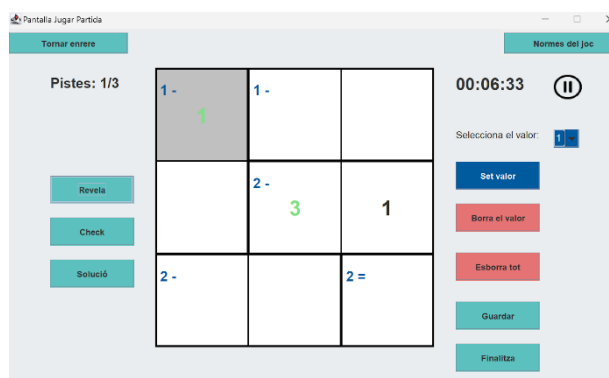 Pantalla Jugar Partida
Tornar enrere
Normes del joc
Pistes: 1/3
00:06:33
1 -
1
1 -
Selecciona el valor:
1
Set valor
Revela
2 -
3
1
Borra el valor
Check
Solució
2 -
2 =
Esborra tot
Guardar
Finalitza